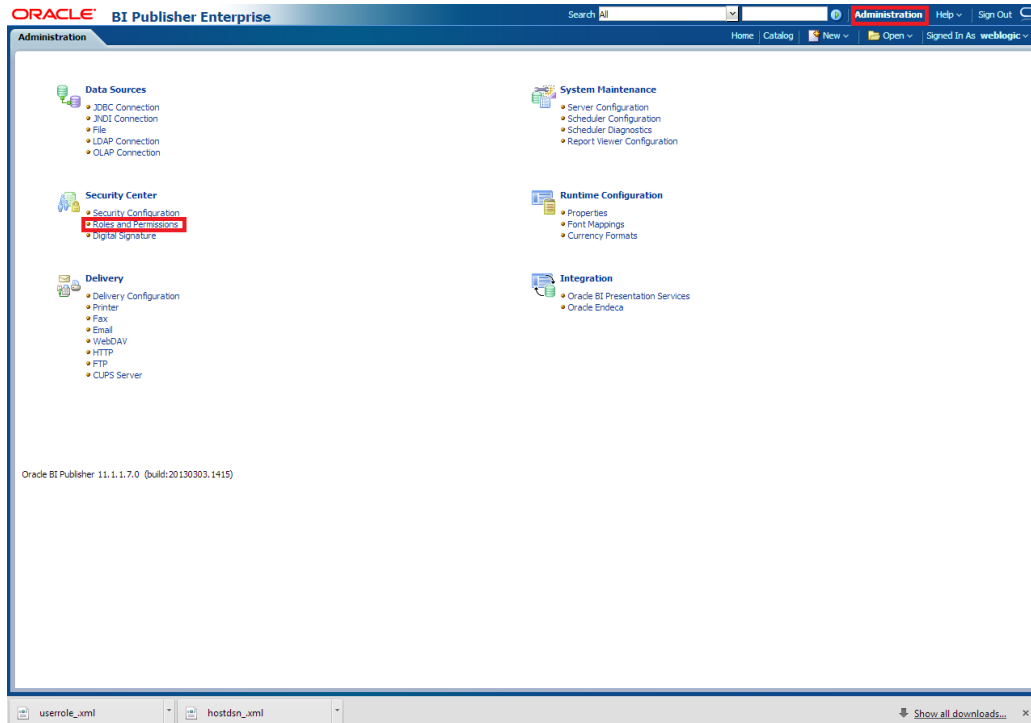 ORACLE BI Publisher Enterprise
Search All Administration Help Sign Out
Administration
Home Catalog New Open Signed In As weblogic
Data Sources
JDBC Connection
JNDI Connection
File
LDAP Connection
OLAP Connection
System Maintenance
Server Configuration
Scheduler Configuration
Scheduler Diagnostics
Report Viewer Configuration
Security Center
Security Configuration
Roles and Permissions
Digital Signature
Runtime Configuration
Properties
Font Mappings
Currency Formats
Delivery
Delivery Configuration
Printer
Fax
Email
WebDAV
HTTP
FTP
CUPS Server
Integration
Oracle BI Presentation Services
Oracle Endeca
Oracle BI Publisher 11.1.1.7.0 (build:20130303.1415)
userrole_.xml
hostdsn_.xml
Show all downloads...